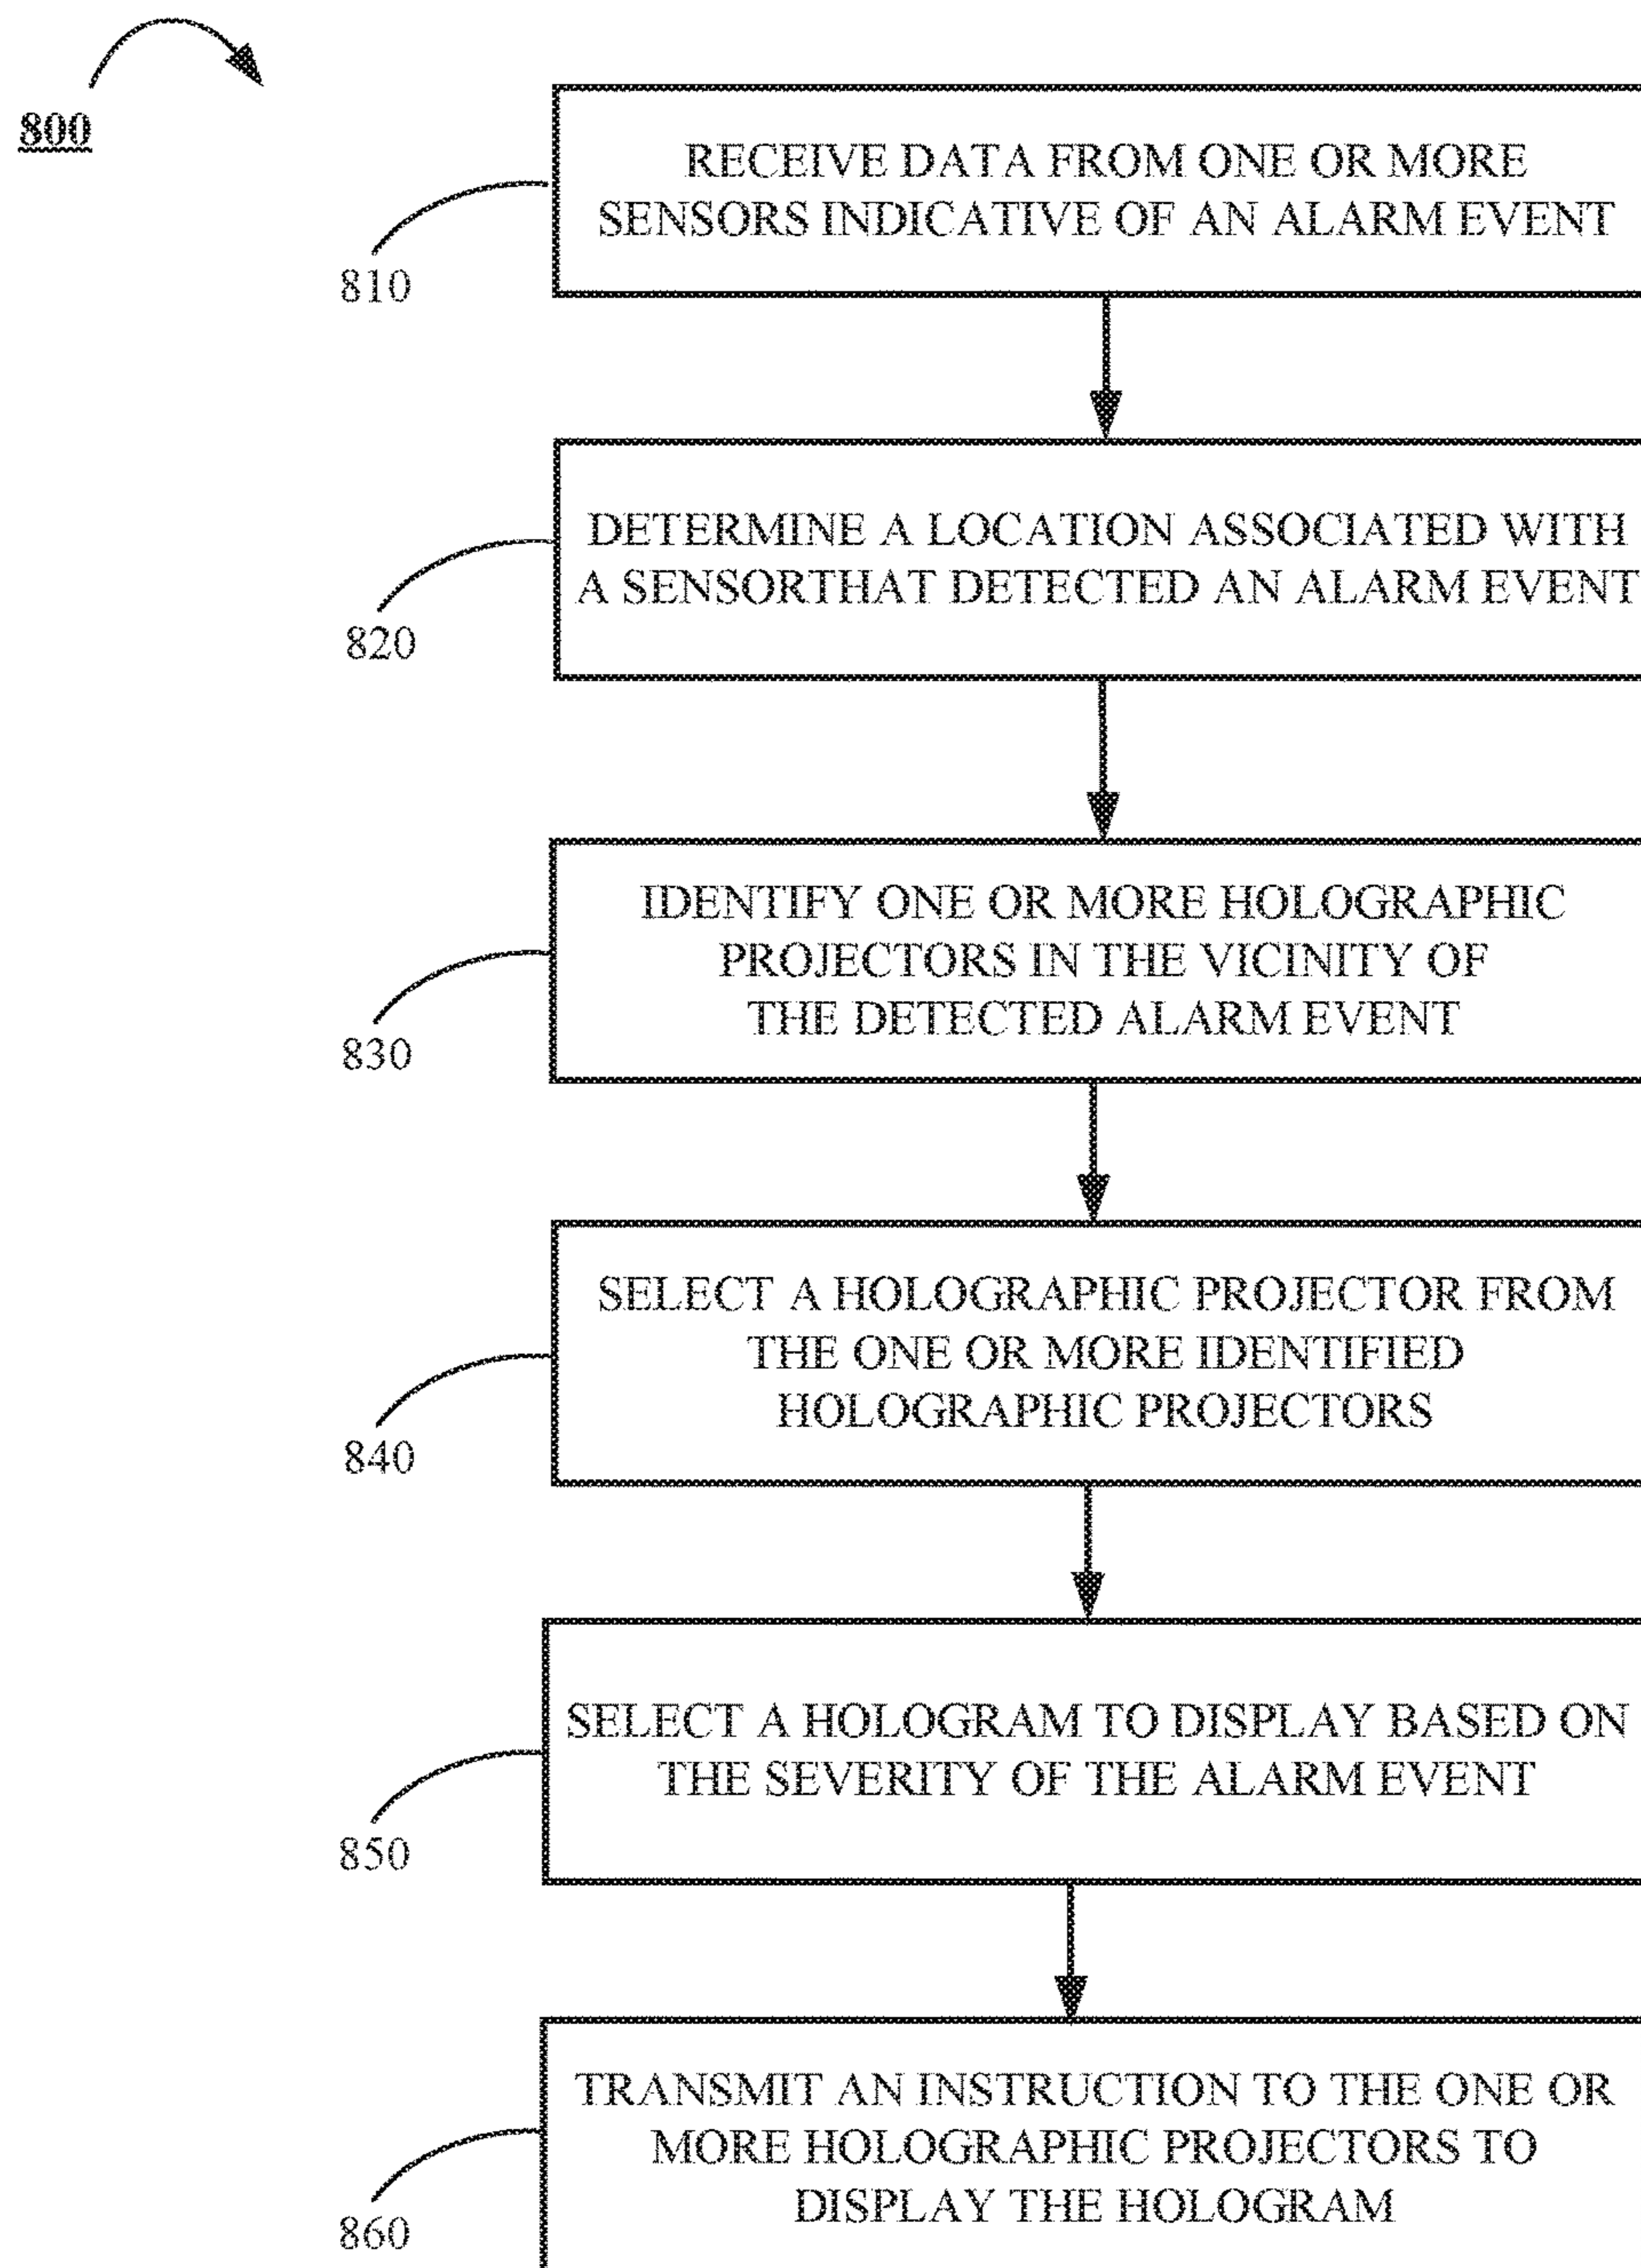 800
RECEIVE DATA FROM ONE OR MORE
SENSORS INDICATIVE OF AN ALARM EVENT
810
DETERMINE A LOCATION ASSOCIATED WITH
A SENSORTHAT DETECTED AN ALARM EVENT
820
IDENTIFY ONE OR MORE HOLOGRAPHIC
PROJECTORS IN THE VICINITY OF
THE DETECTED ALARM EVENT
830
SELECT A HOLOGRAPHIC PROJECTOR FROM
THE ONE OR MORE IDENTIFIED
HOLOGRAPHIC PROJECTORS
840
SELECT A HOLOGRAM TO DISPLAY BASED ON
THE SEVERITY OF THE ALARM EVENT
850
TRANSMIT AN INSTRUCTION TO THE ONE OR
MORE HOLOGRAPHIC PROJECTORS TO
DISPLAY THE HOLOGRAM
860